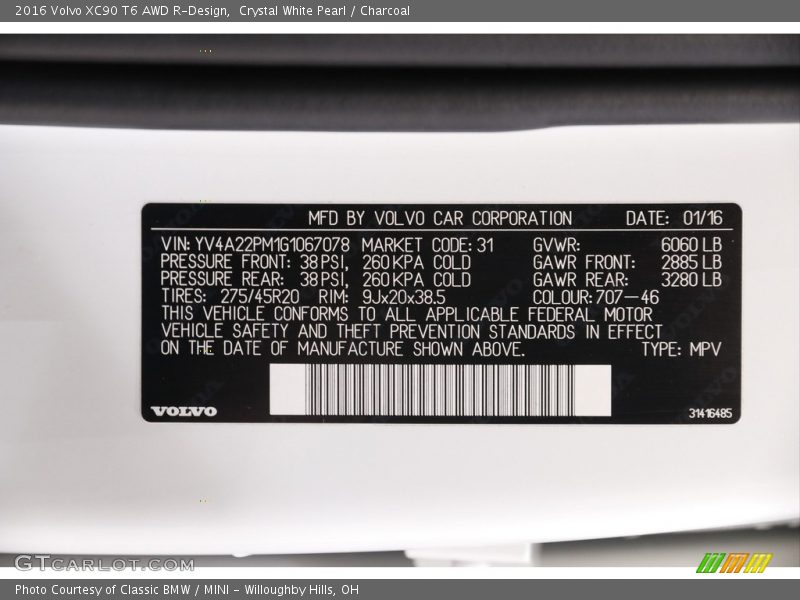 2016 Volvo XC90 T6 AWD R-Design,  Crystal White Pearl / Charcoal
MFD BY VOLVO CAR CORPORATION DATE: 01/16
VIN: YV4A22PM1G1067078 MARKET CODE: 31 GVWR: 6060 LB
PRESSURE FRONT: 38 PSI, 260 KPA COLD GAWR FRONT: 2885 LB
PRESSURE REAR: 38 PSI, 260 KPA COLD GAWR REAR: 3280 LB
TIRES: 275/45R20 RIM: 9Jx20x38.5 COLOUR: 707-46
THIS VEHICLE CONFORMS TO ALL APPLICABLE FEDERAL MOTOR
VEHICLE SAFETY AND THEFT PREVENTION STANDARDS IN EFFECT
ON THE DATE OF MANUFACTURE SHOWN ABOVE. TYPE: MPV
VOLVO 31416485
GTCARLOT.COM
Photo Courtesy of Classic BMW / MINI - Willoughby Hills, OH